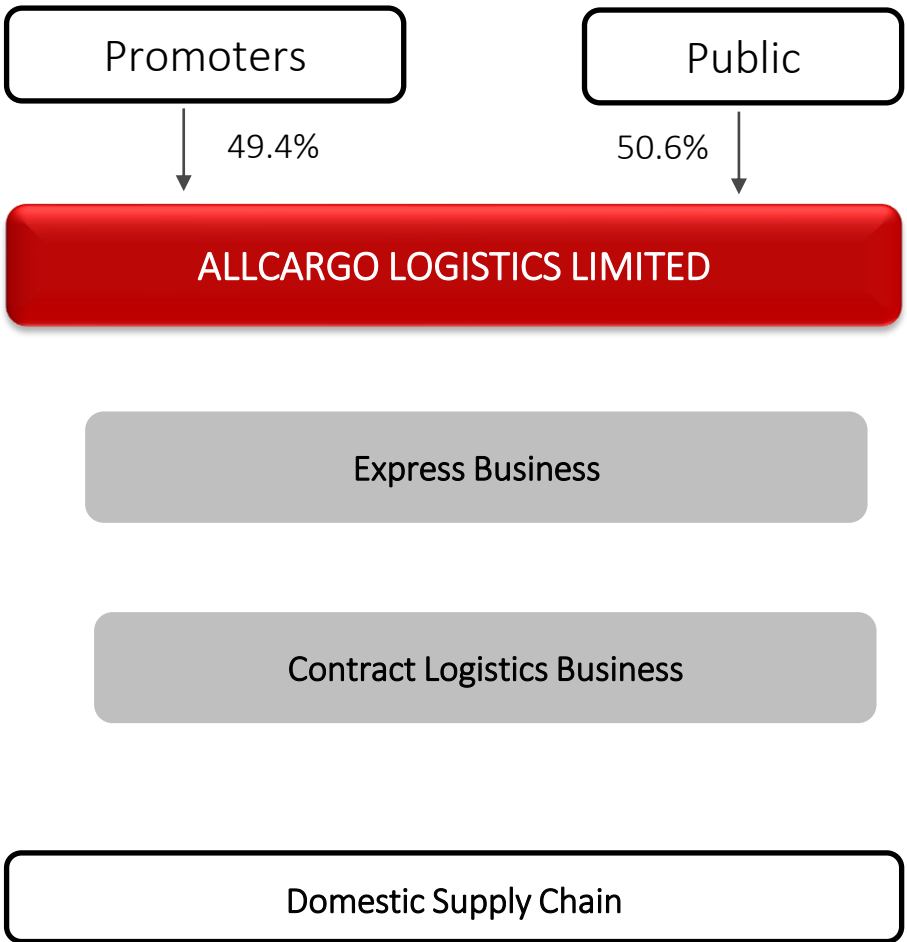 Promoters
Public
49.4%
50.6%
ALLCARGO LOGISTICS LIMITED
Express Business
Contract Logistics Business
Domestic Supply Chain